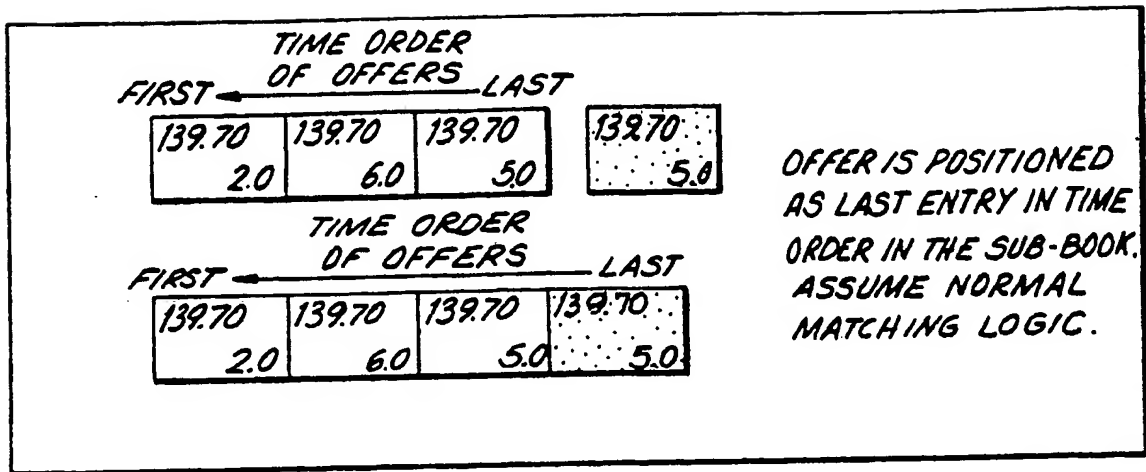 TIME ORDER
OF OFFERS
FIRST LAST
139.70 139.70 139.70 139.70
2.0 6.0 5.0 5.0
TIME ORDER
OF OFFERS
FIRST LAST
139.70 139.70 139.70 139.70
2.0 6.0 5.0 5.0
OFFER IS POSITIONED
AS LAST ENTRY IN TIME
ORDER IN THE SUB-BOOK.
ASSUME NORMAL
MATCHING LOGIC.